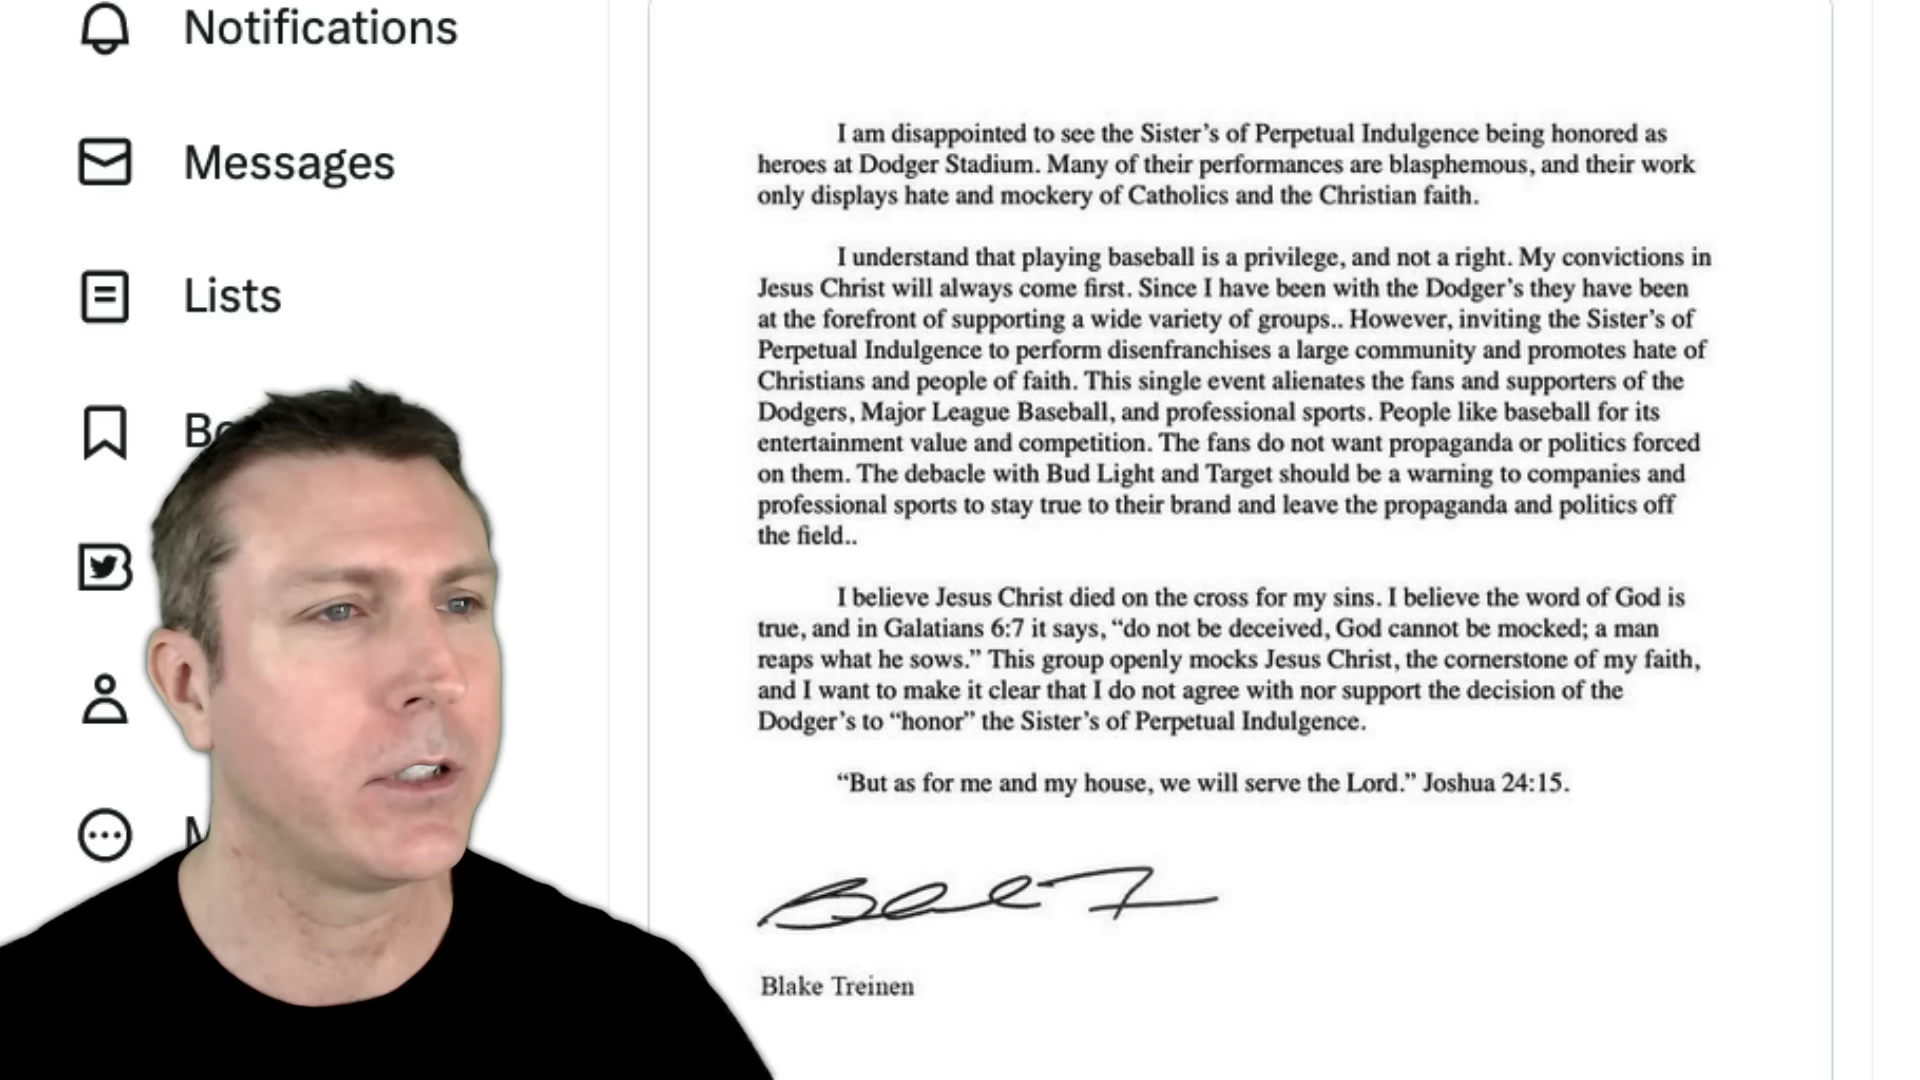 Notifications
Messages
Lists
I am disappointed to see the Sister’s of Perpetual Indulgence being honored as
heroes at Dodger Stadium. Many of their performances are blasphemous, and their work
only displays hate and mockery of Catholics and the Christian faith.
I understand that playing baseball is a privilege, and not a right. My convictions in
Jesus Christ will always come first. Since I have been with the Dodger’s they have been
at the forefront of supporting a wide variety of groups.. However, inviting the Sister’s of
Perpetual Indulgence to perform disenfranchises a large community and promotes hate of
Christians and people of faith. This single event alienates the fans and supporters of the
Dodgers, Major League Baseball, and professional sports. People like baseball for its
entertainment value and competition. The fans do not want propaganda or politics forced
on them. The debacle with Bud Light and Target should be a warning to companies and
professional sports to stay true to their brand and leave the propaganda and politics off
the field..
I believe Jesus Christ died on the cross for my sins. I believe the word of God is
true, and in Galatians 6:7 it says, “do not be deceived, God cannot be mocked; a man
reaps what he sows.” This group openly mocks Jesus Christ, the cornerstone of my faith,
and I want to make it clear that I do not agree with nor support the decision of the
Dodger’s to “honor” the Sister’s of Perpetual Indulgence.
“But as for me and my house, we will serve the Lord.” Joshua 24:15.
Blake Treinen